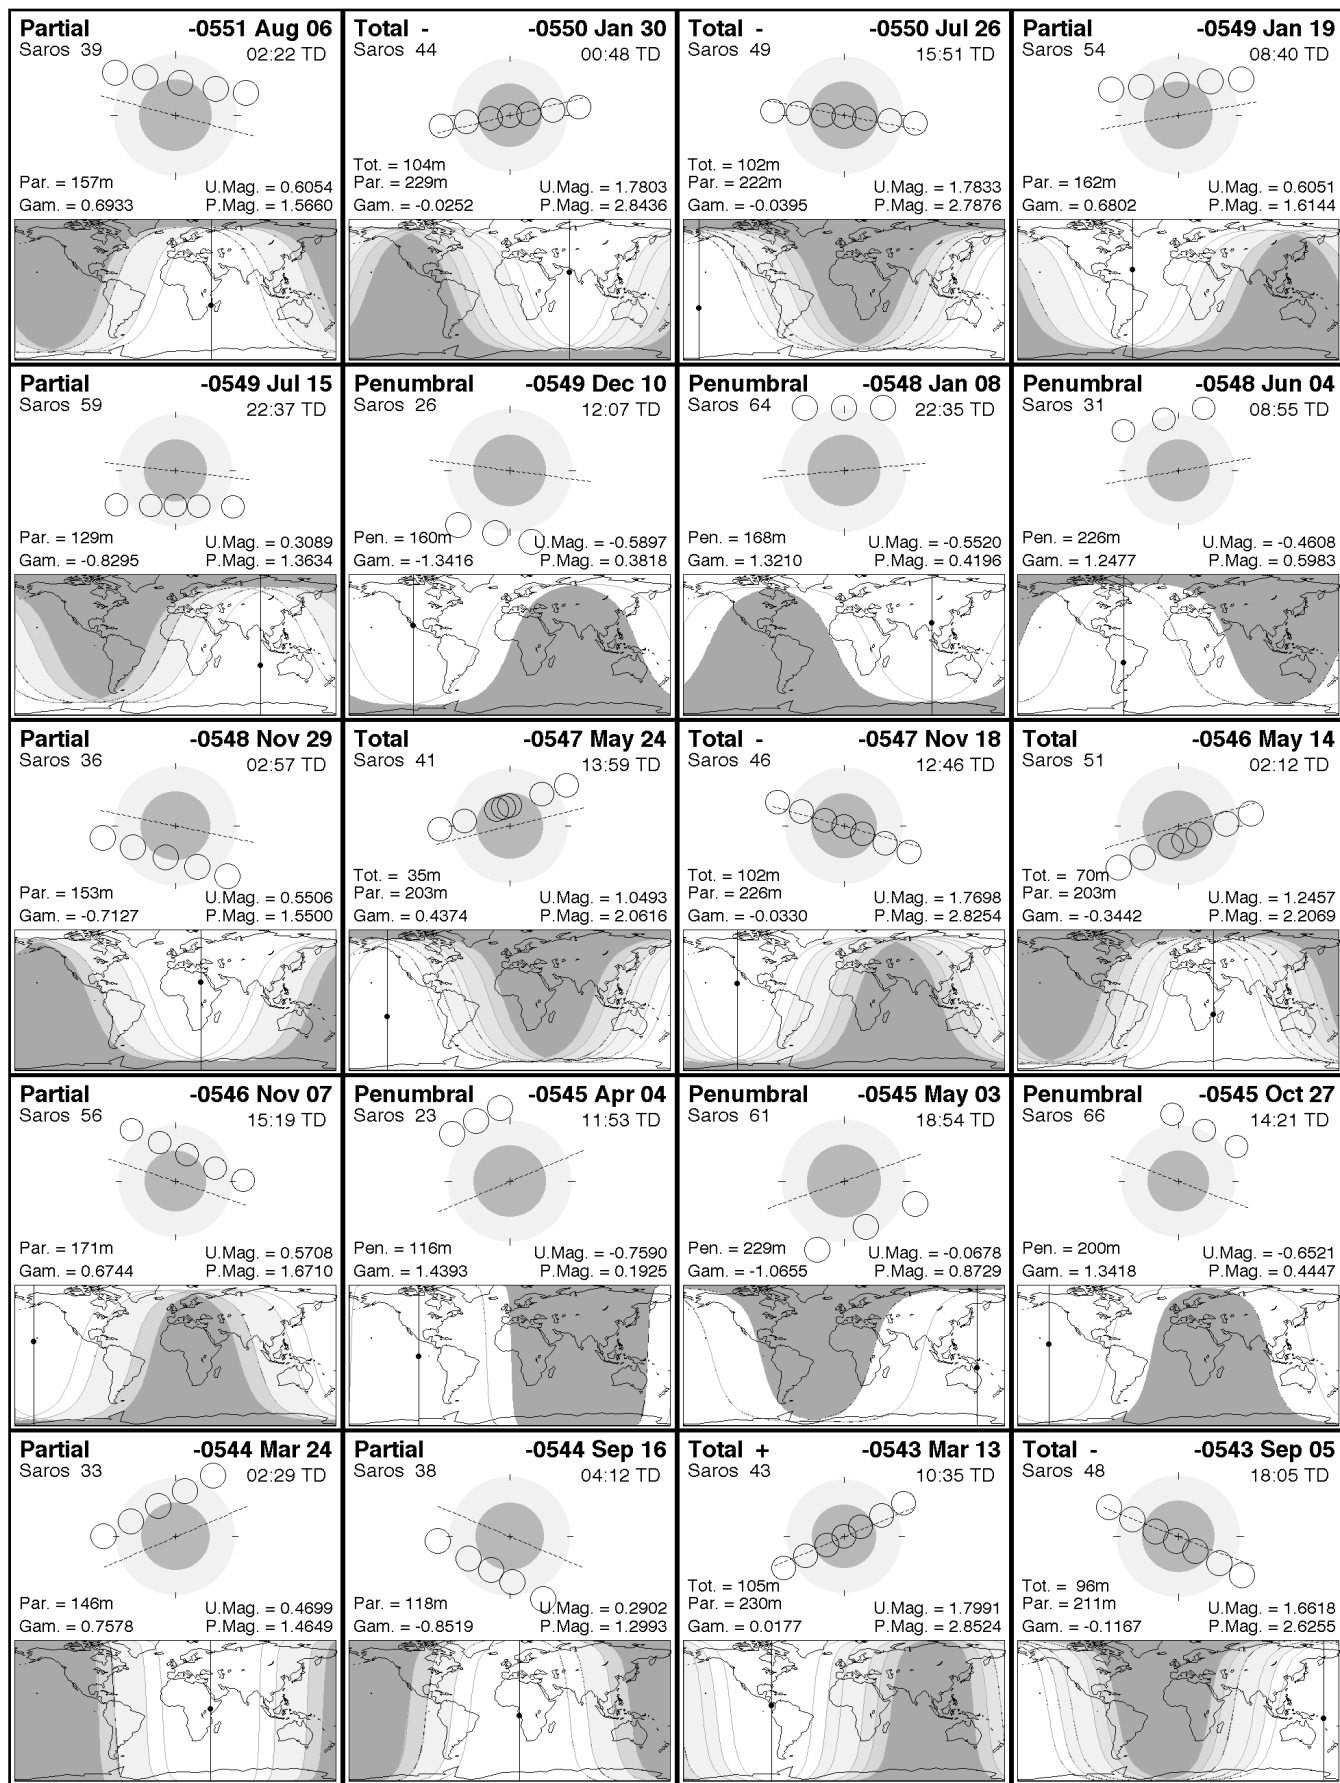 Partial -0551 Aug 06
Saros 39 02:22 TD
Par. = 157m U.Mag. = 0.6054
Gam. = 0.6933 P.Mag. = 1.5660
Total - -0550 Jan 30
Saros 44 00:48 TD
Tot. = 104m
Par. = 229m U.Mag. = 1.7803
Gam. = -0.0252 P.Mag. = 2.8436
Total - -0550 Jul 26
Saros 49 15:51 TD
Tot. = 102m
Par. = 222m U.Mag. = 1.7833
Gam. = -0.0395 P.Mag. = 2.7876
Partial -0549 Jan 19
Saros 54 08:40 TD
Par. = 162m U.Mag. = 0.6051
Gam. = 0.6802 P.Mag. = 1.6144
Partial -0549 Jul 15
Saros 59 22:37 TD
Par. = 129m U.Mag. = 0.3089
Gam. = -0.8295 P.Mag. = 1.3634
Penumbral -0549 Dec 10
Saros 26 12:07 TD
Pen. = 160m U.Mag. = -0.5897
Gam. = -1.3416 P.Mag. = 0.3818
Penumbral -0548 Jan 08
Saros 64 22:35 TD
Pen. = 168m U.Mag. = -0.5520
Gam. = 1.3210 P.Mag. = 0.4196
Penumbral -0548 Jun 04
Saros 31 08:55 TD
Pen. = 226m U.Mag. = -0.4608
Gam. = 1.2477 P.Mag. = 0.5983
Partial -0548 Nov 29
Saros 36 02:57 TD
Par. = 153m U.Mag. = 0.5506
Gam. = -0.7127 P.Mag. = 1.5500
Total -0547 May 24
Saros 41 13:59 TD
Tot. = 35m
Par. = 203m U.Mag. = 1.0493
Gam. = 0.4374 P.Mag. = 2.0616
Total - -0547 Nov 18
Saros 46 12:46 TD
Tot. = 102m
Par. = 226m U.Mag. = 1.7698
Gam. = -0.0330 P.Mag. = 2.8254
Total -0546 May 14
Saros 51 02:12 TD
Tot. = 70m
Par. = 203m U.Mag. = 1.2457
Gam. = -0.3442 P.Mag. = 2.2069
Partial -0546 Nov 07
Saros 56 15:19 TD
Par. = 171m U.Mag. = 0.5708
Gam. = 0.6744 P.Mag. = 1.6710
Penumbral -0545 Apr 04
Saros 23 11:53 TD
Pen. = 116m U.Mag. = -0.7590
Gam. = 1.4393 P.Mag. = 0.1925
Penumbral -0545 May 03
Saros 61 18:54 TD
Pen. = 229m U.Mag. = -0.0678
Gam. = -1.0655 P.Mag. = 0.8729
Penumbral -0545 Oct 27
Saros 66 14:21 TD
Pen. = 200m U.Mag. = -0.6521
Gam. = 1.3418 P.Mag. = 0.4447
Partial -0544 Mar 24
Saros 33 02:29 TD
Par. = 146m U.Mag. = 0.4699
Gam. = 0.7578 P.Mag. = 1.4649
Partial -0544 Sep 16
Saros 38 04:12 TD
Par. = 118m U.Mag. = 0.2902
Gam. = -0.8519 P.Mag. = 1.2993
Total + -0543 Mar 13
Saros 43 10:35 TD
Tot. = 105m
Par. = 230m U.Mag. = 1.7991
Gam. = 0.0177 P.Mag. = 2.8524
Total - -0543 Sep 05
Saros 48 18:05 TD
Tot. = 96m
Par. = 211m U.Mag. = 1.6618
Gam. = -0.1167 P.Mag. = 2.6255